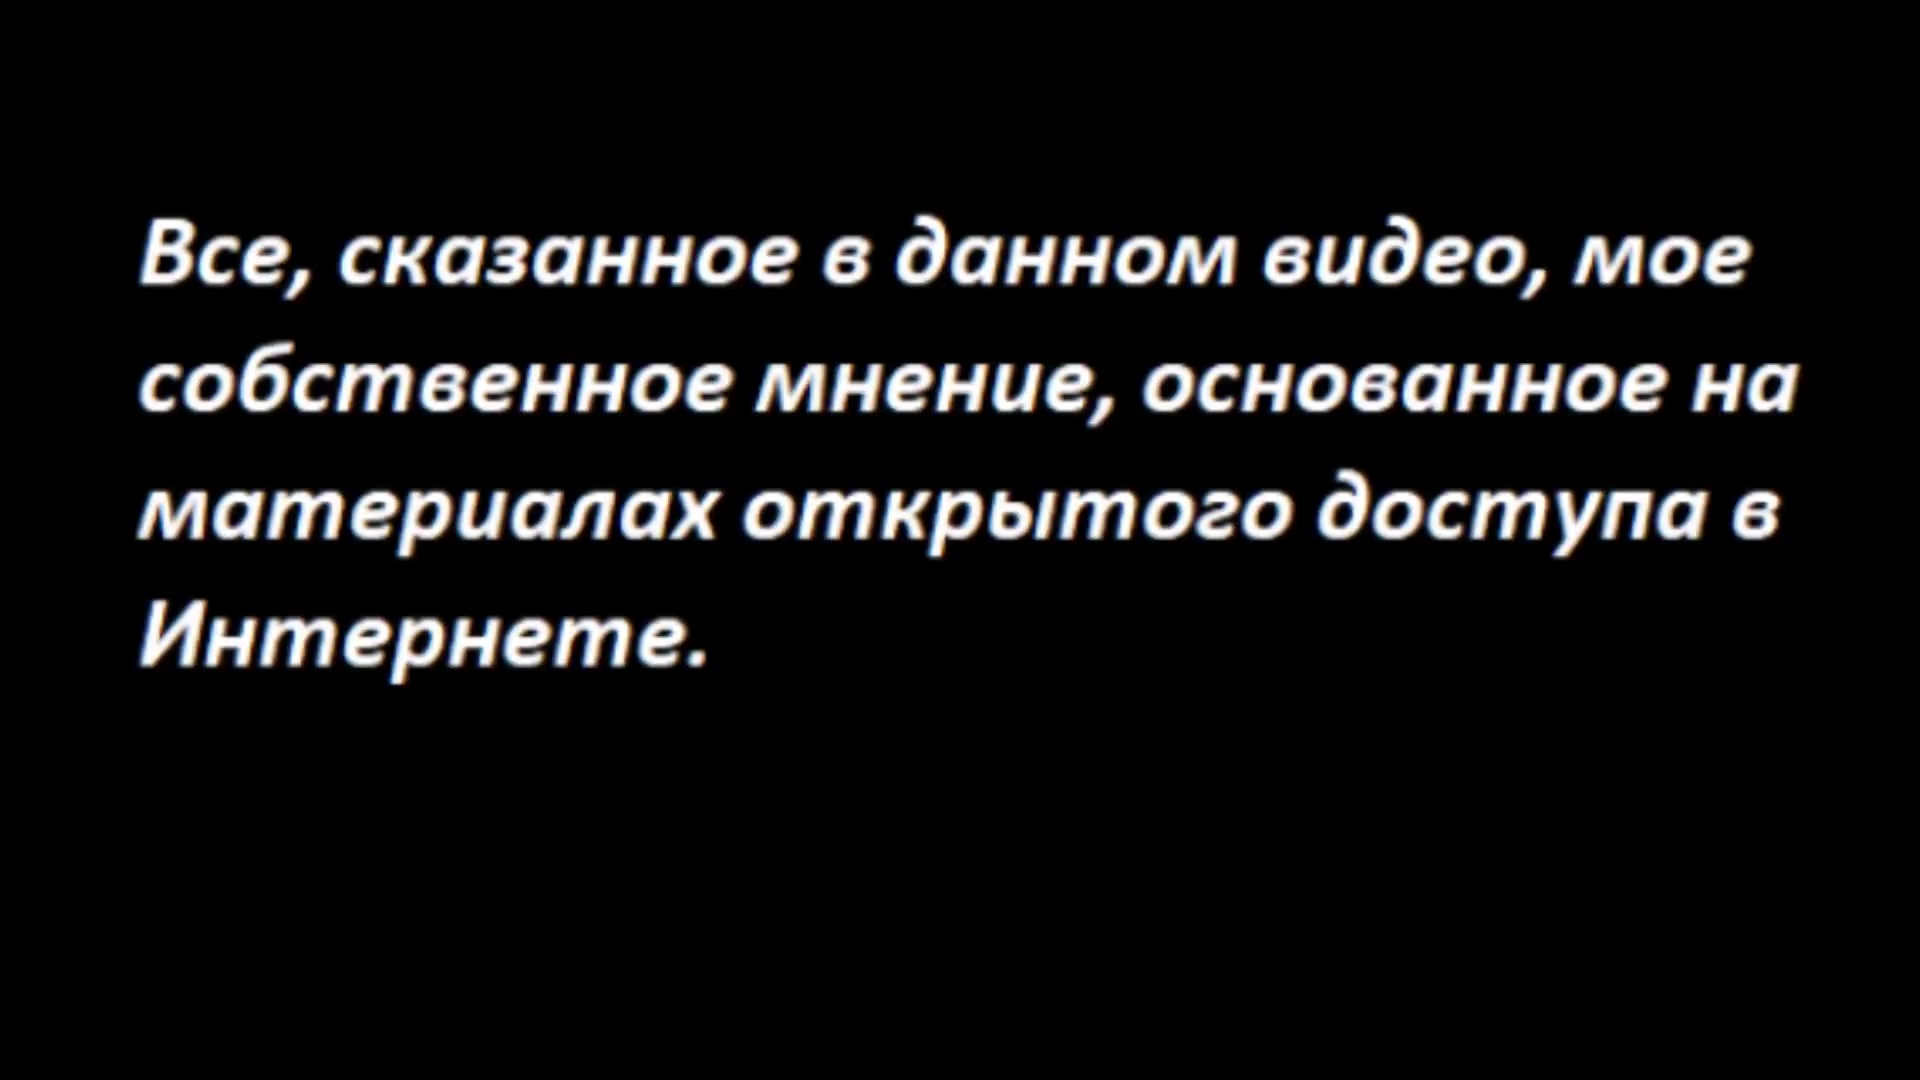 Все, сказанное в данном видео, мое
собственное мнение, основанное на
материалах открытого доступа в
Интернете.